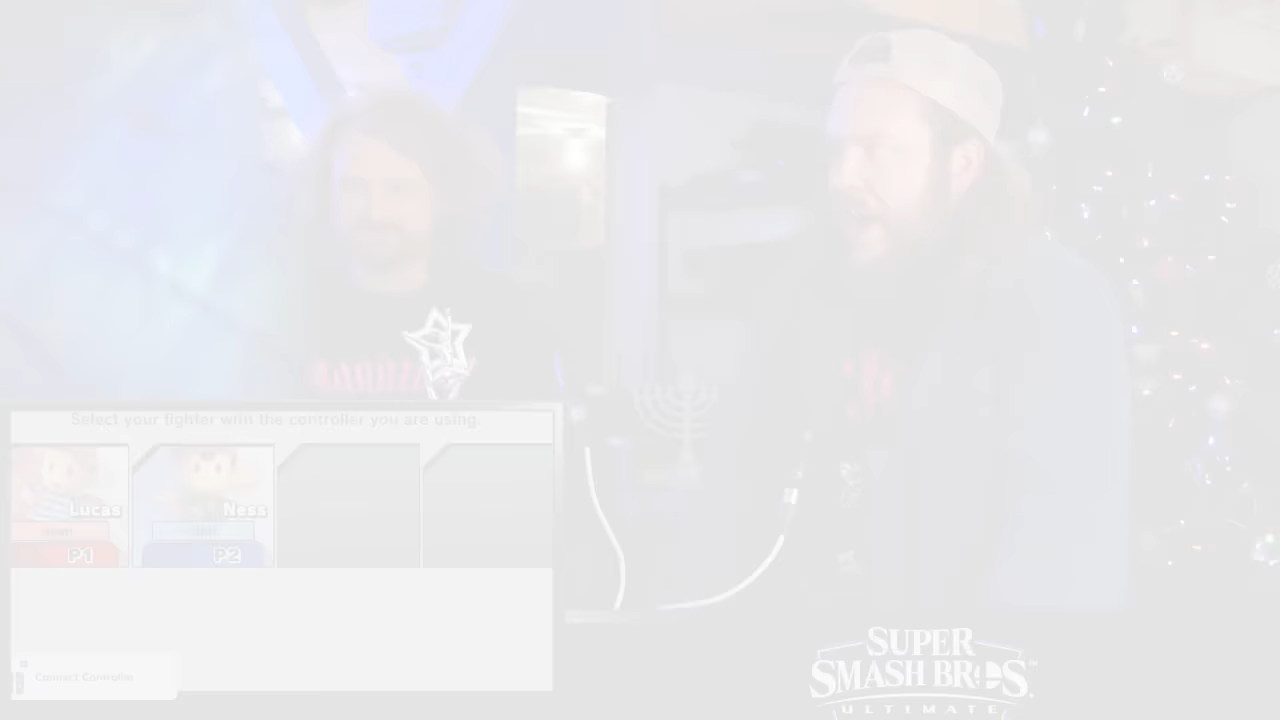 Select your fighter with the controller you are using.
Lucas
Ness
P1
P2
Connect Controller
SUPER
SMASH BROS.
ULTIMATE